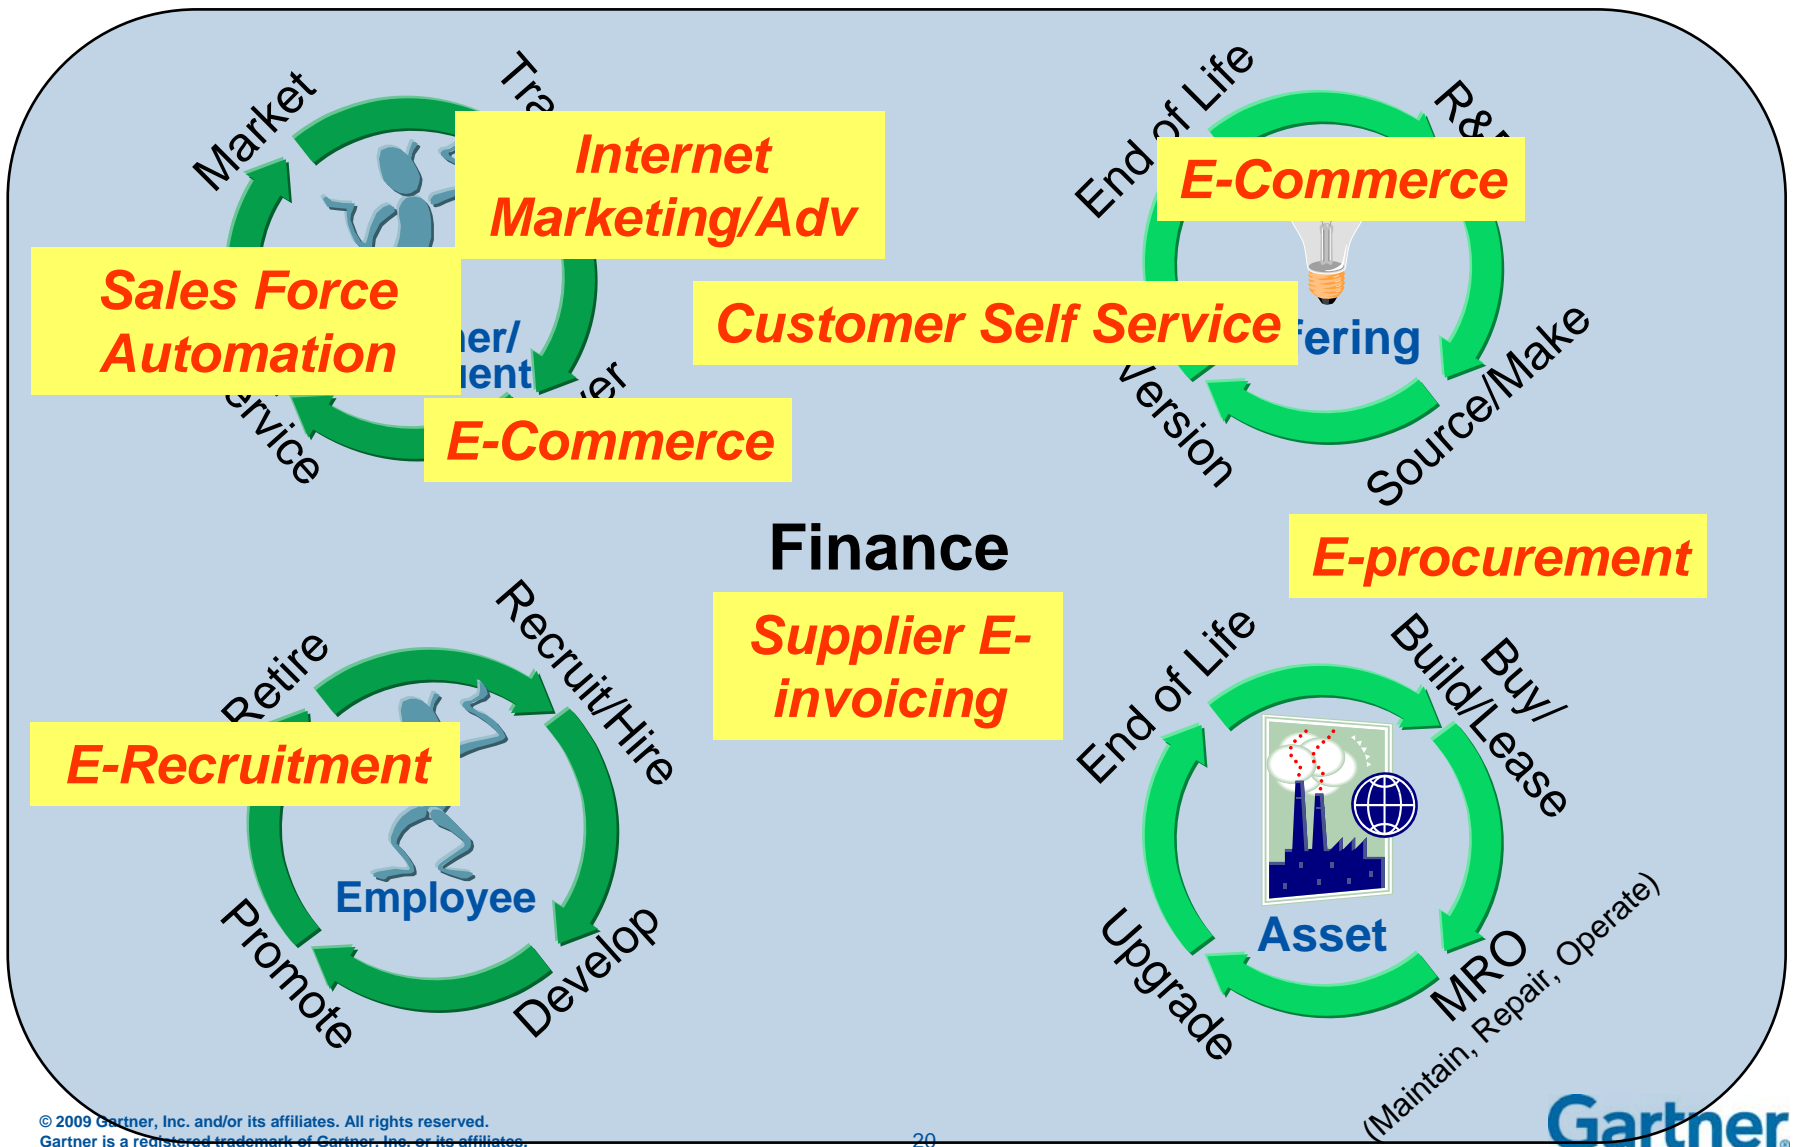 Market
Internet
Marketing/Adv
Sales Force
Automation
E-Commerce
End of Life
E-Commerce
Customer Self Service
Source/Make
Version
Finance
Supplier E-
invoicing
E-procurement
Retire
Recruit/Hire
E-Recruitment
Employee
Promote
Develop
End of Life
Buy/
Build/Lease
Asset
Upgrade
MRO
(Maintain, Repair, Operate)
© 2009 Gartner, Inc. and/or its affiliates. All rights reserved.
Gartner is a registered trademark of Gartner, Inc. or its affiliates.
20
Gartner